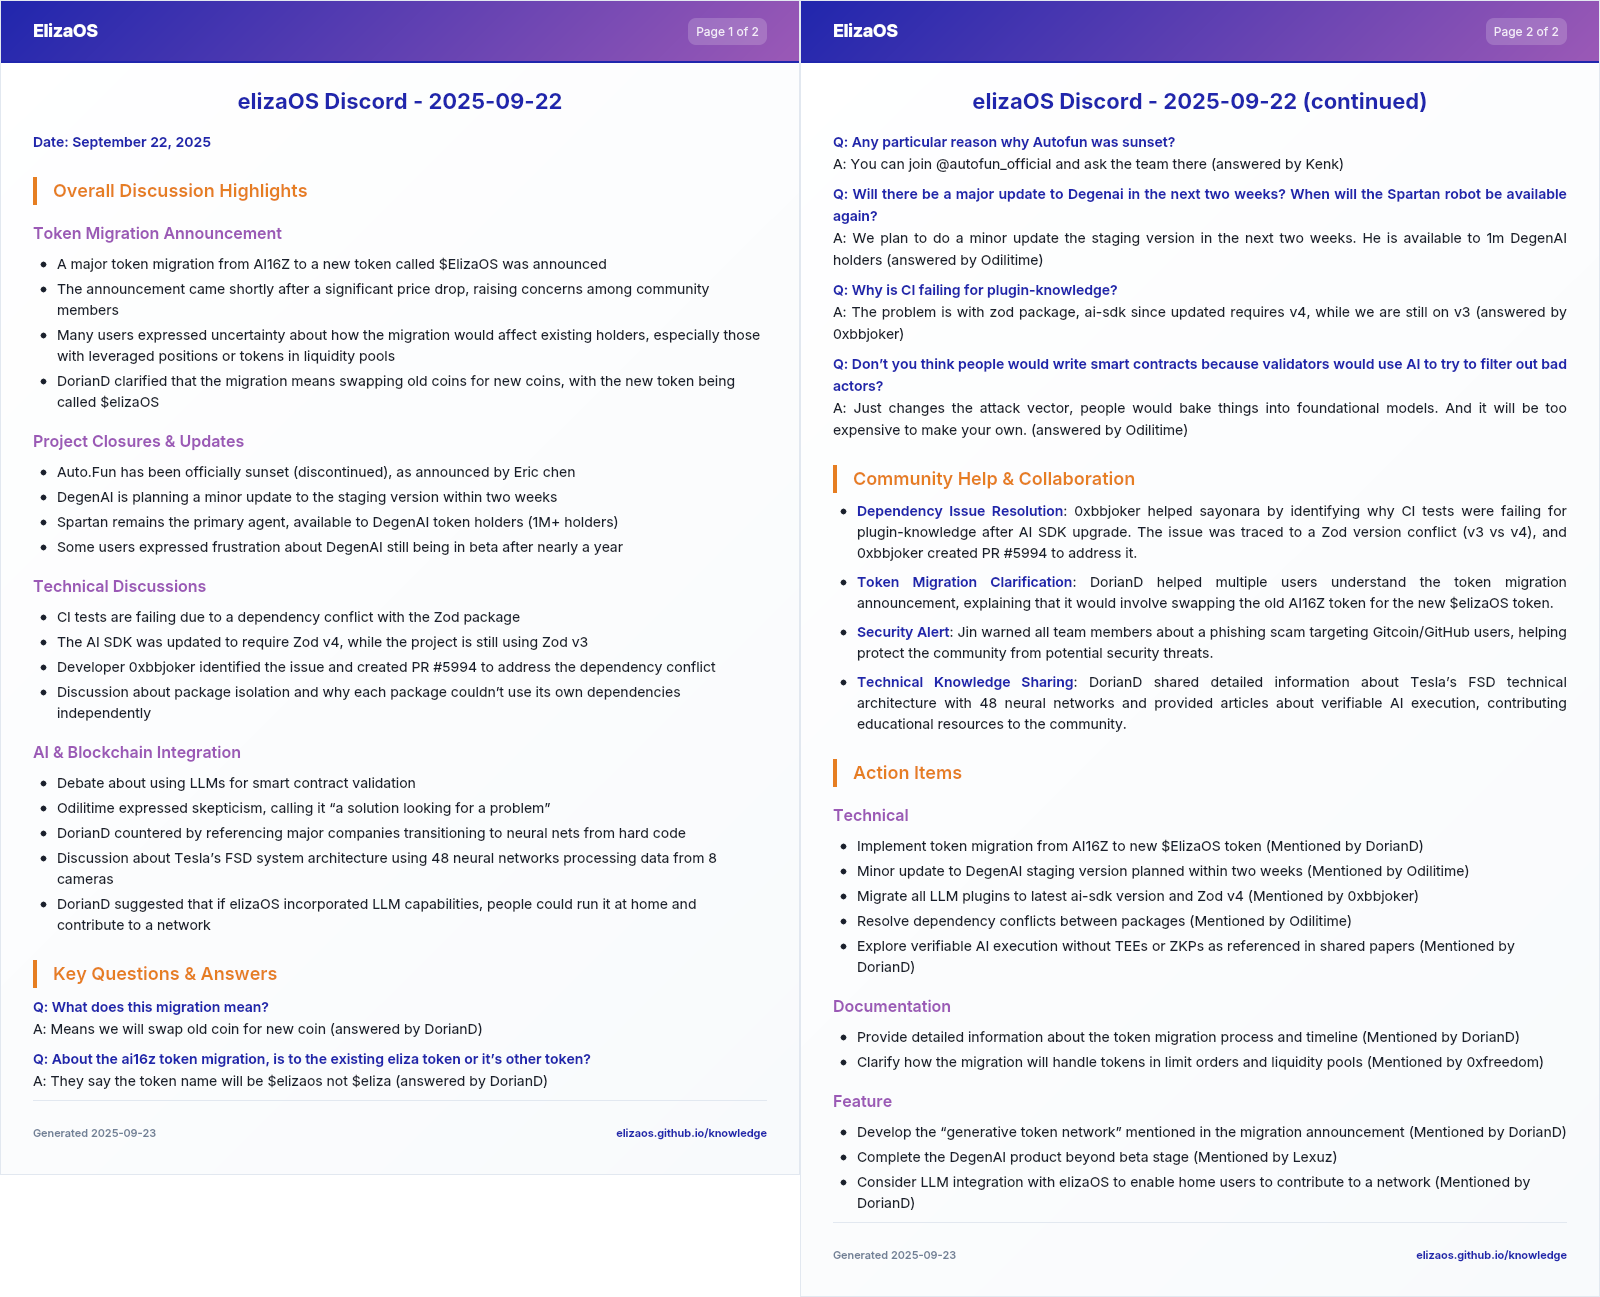 ElizaOS
Page 1 of 2
elizaOS Discord - 2025-09-22
Date: September 22, 2025
Overall Discussion Highlights
Token Migration Announcement
• A major token migration from AI16Z to a new token called $ElizaOS was announced
• The announcement came shortly after a significant price drop, raising concerns among community
members
• Many users expressed uncertainty about how the migration would affect existing holders, especially those
with leveraged positions or tokens in liquidity pools
• DorianD clarified that the migration means swapping old coins for new coins, with the new token being
called $elizaOS
Project Closures & Updates
• Auto.Fun has been officially sunset (discontinued), as announced by Eric chen
• DegenAI is planning a minor update to the staging version within two weeks
• Spartan remains the primary agent, available to DegenAI token holders (1M+ holders)
• Some users expressed frustration about DegenAI still being in beta after nearly a year
Technical Discussions
• CI tests are failing due to a dependency conflict with the Zod package
• The AI SDK was updated to require Zod v4, while the project is still using Zod v3
• Developer 0xbbjoker identified the issue and created PR #5994 to address the dependency conflict
• Discussion about package isolation and why each package couldn't use its own dependencies
independently
AI & Blockchain Integration
• Debate about using LLMs for smart contract validation
• Odilitime expressed skepticism, calling it “a solution looking for a problem”
• DorianD countered by referencing major companies transitioning to neural nets from hard code
• Discussion about Tesla's FSD system architecture using 48 neural networks processing data from 8
cameras
• DorianD suggested that if elizaOS incorporated LLM capabilities, people could run it at home and
contribute to a network
Key Questions & Answers
Q: What does this migration mean?
A: Means we will swap old coin for new coin (answered by DorianD)
Q: About the ai16z token migration, is to the existing eliza token or it's other token?
A: They say the token name will be $elizaos not $eliza (answered by DorianD)
Generated 2025-09-23
elizaos.github.io/knowledge
ElizaOS
Page 2 of 2
elizaOS Discord - 2025-09-22 (continued)
Q: Any particular reason why Autofun was sunset?
A: You can join @autofun_official and ask the team there (answered by Kenk)
Q: Will there be a major update to Degenai in the next two weeks? When will the Spartan robot be available
again?
A: We plan to do a minor update the staging version in the next two weeks. He is available to 1m DegenAI
holders (answered by Odilitime)
Q: Why is CI failing for plugin-knowledge?
A: The problem is with zod package, ai-sdk since updated requires v4, while we are still on v3 (answered by
0xbbjoker)
Q: Don't you think people would write smart contracts because validators would use AI to try to filter out bad
actors?
A: Just changes the attack vector, people would bake things into foundational models. And it will be too
expensive to make your own. (answered by Odilitime)
Community Help & Collaboration
• Dependency Issue Resolution: 0xbbjoker helped sayonara by identifying why CI tests were failing for
plugin-knowledge after AI SDK upgrade. The issue was traced to a Zod version conflict (v3 vs v4), and
0xbbjoker created PR #5994 to address it.
• Token Migration Clarification: DorianD helped multiple users understand the token migration
announcement, explaining that it would involve swapping the old AI16Z token for the new $elizaOS token.
• Security Alert: Jin warned all team members about a phishing scam targeting Gitcoin/GitHub users, helping
protect the community from potential security threats.
• Technical Knowledge Sharing: DorianD shared detailed information about Tesla's FSD technical
architecture with 48 neural networks and provided articles about verifiable AI execution, contributing
educational resources to the community.
Action Items
Technical
• Implement token migration from AI16Z to new $ElizaOS token (Mentioned by DorianD)
• Minor update to DegenAI staging version planned within two weeks (Mentioned by Odilitime)
• Migrate all LLM plugins to latest ai-sdk version and Zod v4 (Mentioned by 0xbbjoker)
• Resolve dependency conflicts between packages (Mentioned by Odilitime)
• Explore verifiable AI execution without TEEs or ZKPs as referenced in shared papers (Mentioned by
DorianD)
Documentation
• Provide detailed information about the token migration process and timeline (Mentioned by DorianD)
• Clarify how the migration will handle tokens in limit orders and liquidity pools (Mentioned by 0xfreedom)
Feature
• Develop the “generative token network” mentioned in the migration announcement (Mentioned by DorianD)
• Complete the DegenAI product beyond beta stage (Mentioned by Lexuz)
• Consider LLM integration with elizaOS to enable home users to contribute to a network (Mentioned by
DorianD)
Generated 2025-09-23
elizaos.github.io/knowledge